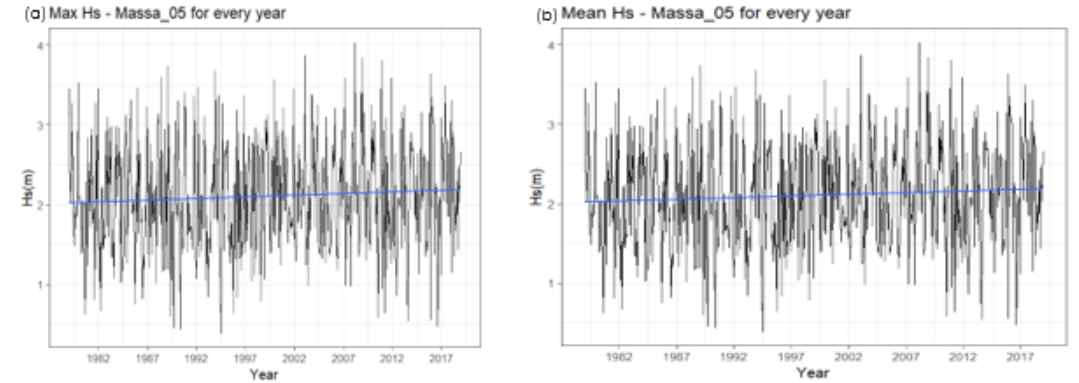 (a) Max Hs - Massa_05 for every year
4
3
2
1
Hs(m)
1982 1987 1992 1997 2002 2007 2012 2017
Year
(b) Mean Hs - Massa_05 for every year
4
3
2
1
Hs(m)
1982 1987 1992 1997 2002 2007 2012 2017
Year